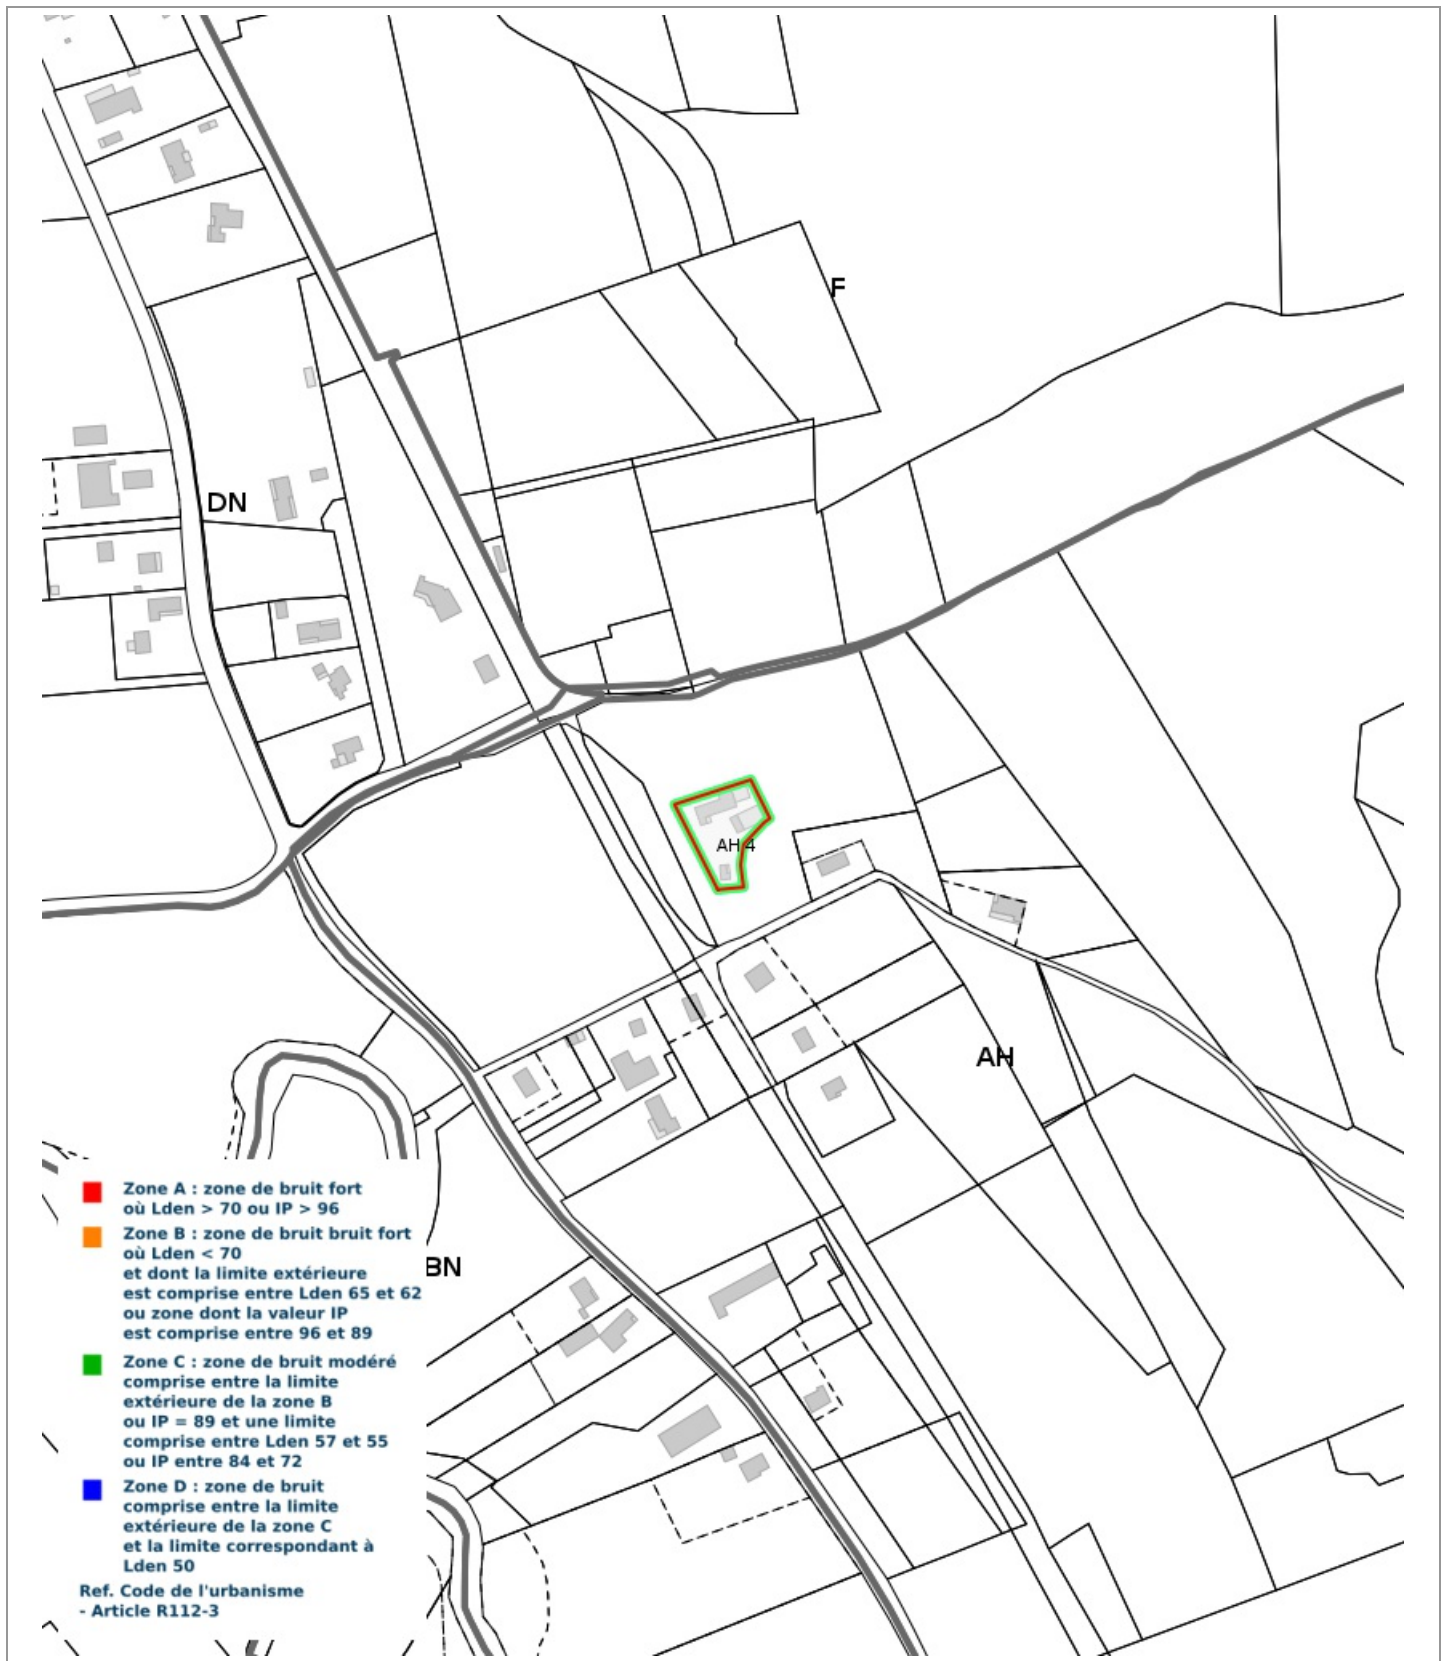 F
DN
AH 4
AH
BN
Zone A : zone de bruit fort
où Lden > 70 ou IP > 96
Zone B : zone de bruit bruit fort
où Lden < 70
et dont la limite extérieure
est comprise entre Lden 65 et 62
ou zone dont la valeur IP
est comprise entre 96 et 89
Zone C : zone de bruit modéré
comprise entre la limite
extérieure de la zone B
ou IP = 89 et une limite
comprise entre Lden 57 et 55
ou IP entre 84 et 72
Zone D : zone de bruit
comprise entre la limite
extérieure de la zone C
et la limite correspondant à
Lden 50
Ref. Code de l'urbanisme
- Article R112-3